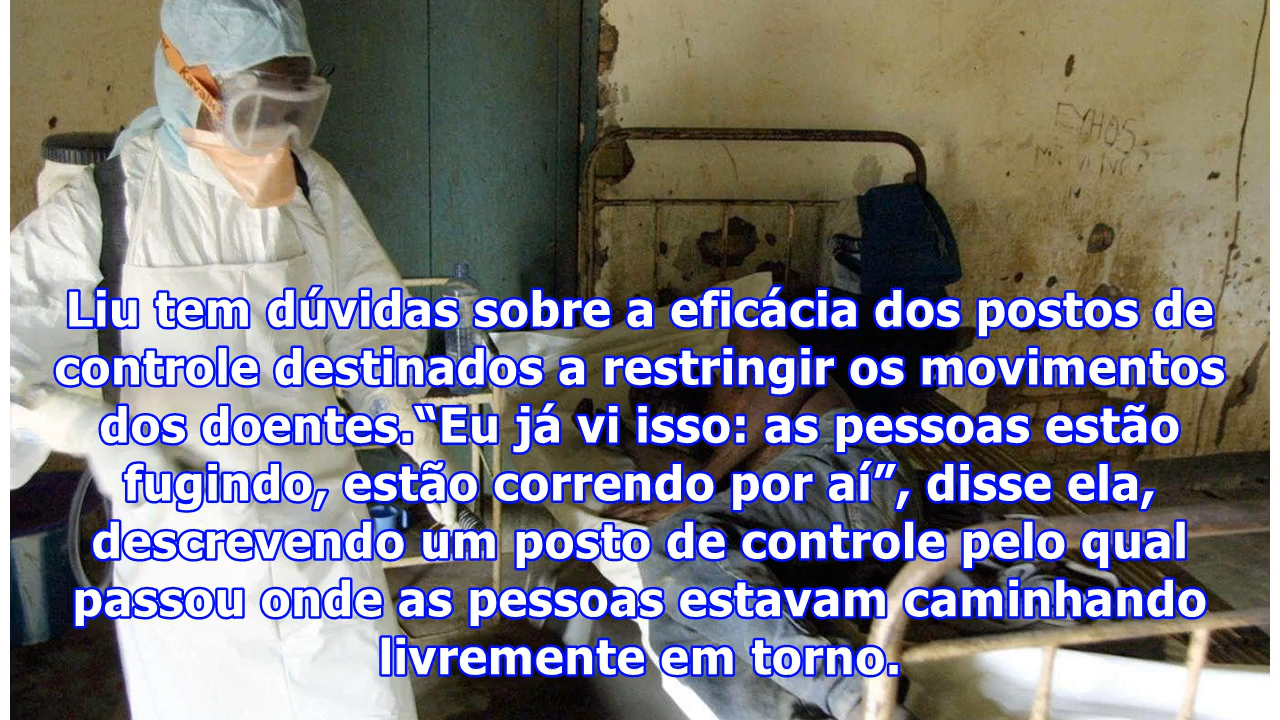 EYHOS
Liu tem dúvidas sobre a eficácia dos postos de
controle destinados a restringir os movimentos
dos doentes.“Eu já vi isso: as pessoas estão
fugindo, estão correndo por aí”, disse ela,
descrevendo um posto de controle pelo qual
passou onde as pessoas estavam caminhando
livremente em torno.